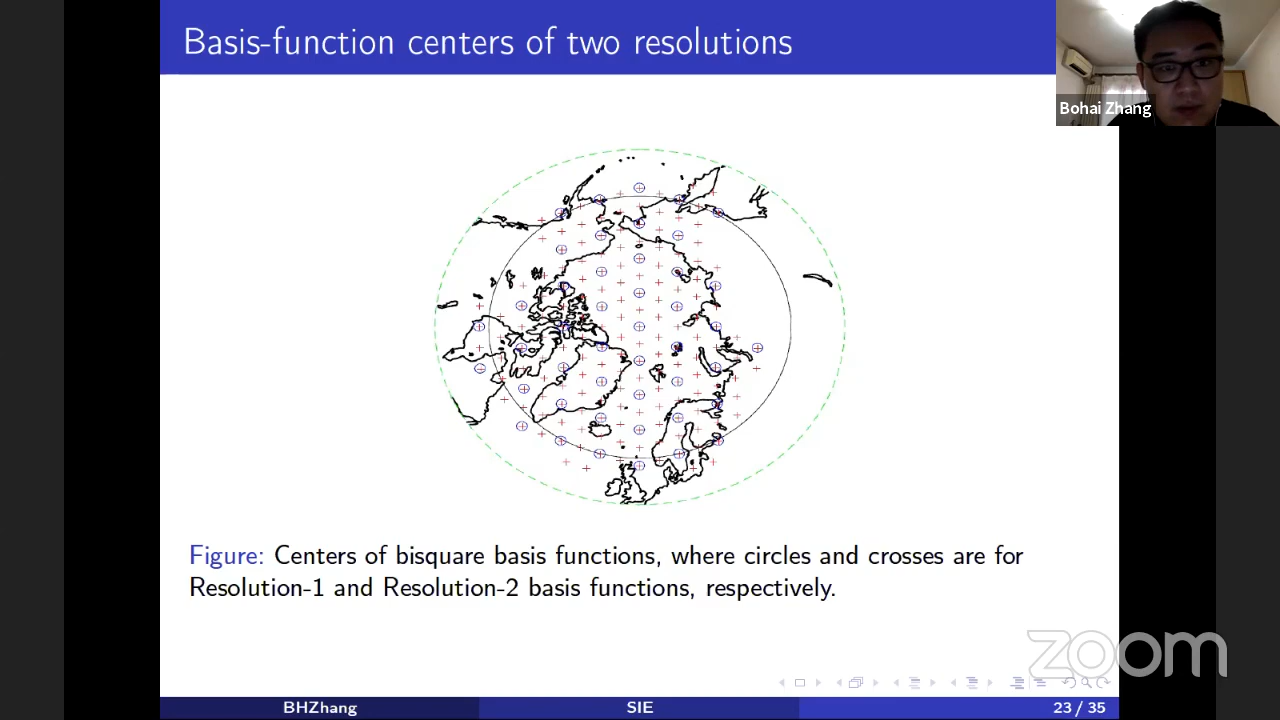 Basis-function centers of two resolutions
Bohai Zhang
Figure: Centers of bisquare basis functions, where circles and crosses are for
Resolution-1 and Resolution-2 basis functions, respectively.
zoom
BHZhang
SIE
23 / 35